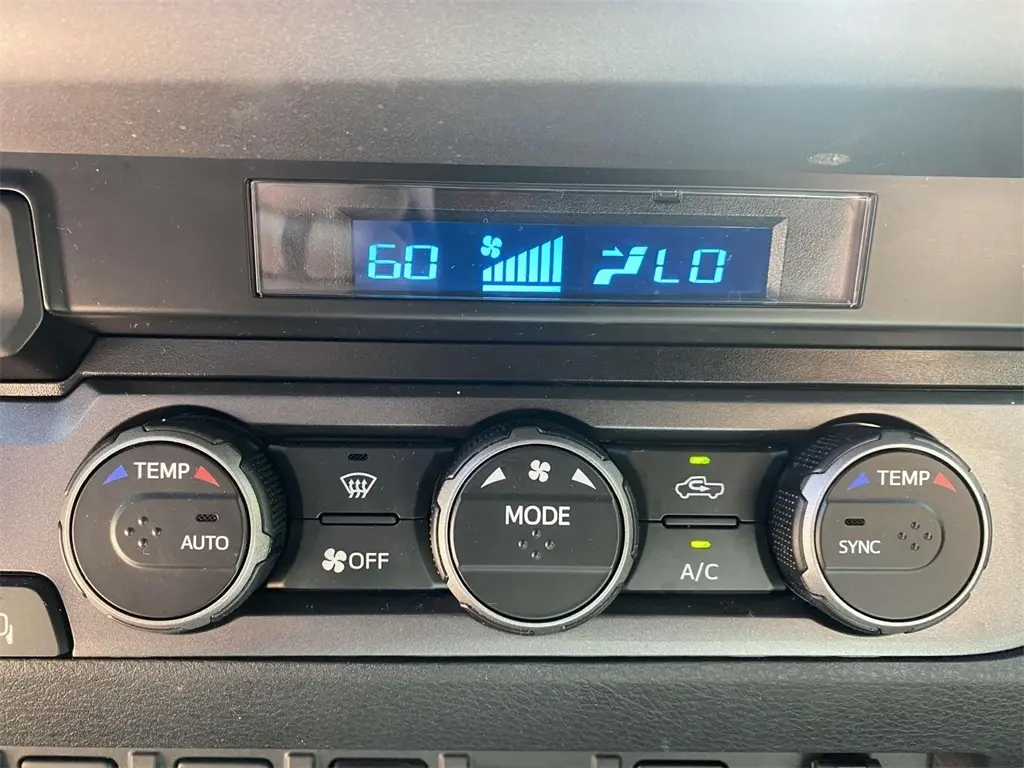 60 LO
TEMP
AUTO
OFF
MODE
A/C
TEMP
SYNC